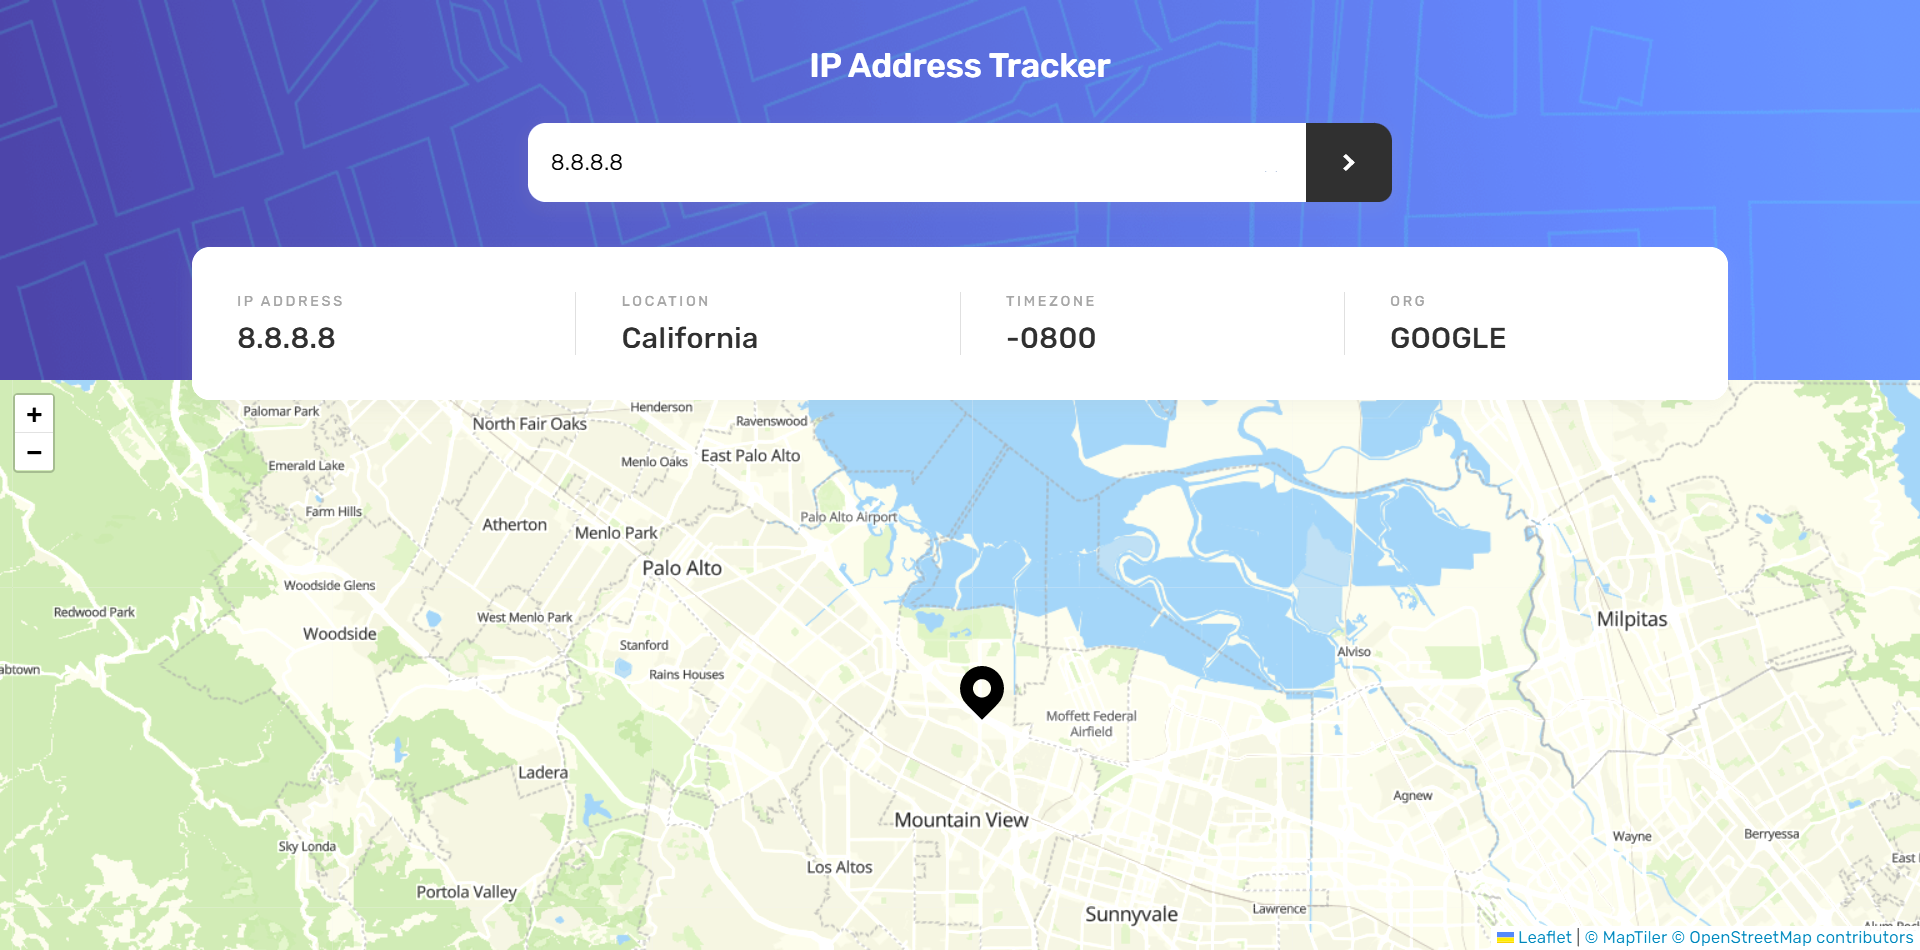 IP Address Tracker
8.8.8.8
IP ADDRESS
8.8.8.8
LOCATION
California
TIMEZONE
-0800
ORG
GOOGLE
+
−
Palomar Park
North Fair Oaks
Henderson
Ravenswood
Emerald Lake
Menlo Oaks
East Palo Alto
Farm Hills
Atherton
Menlo Park
Palo Alto Airport
Palo Alto
Woodside Glens
Redwood Park
West Menlo Park
Woodside
Milpitas
Stanford
Alviso
abtown
Rains Houses
Moffett Federal
Airfield
Ladera
Agnew
Mountain View
Wayne
Berryessa
Sky Londa
Los Altos
East
Portola Valley
Sunnyvale
Lawrence
Leaflet | © MapTiler © OpenStreetMap contributors